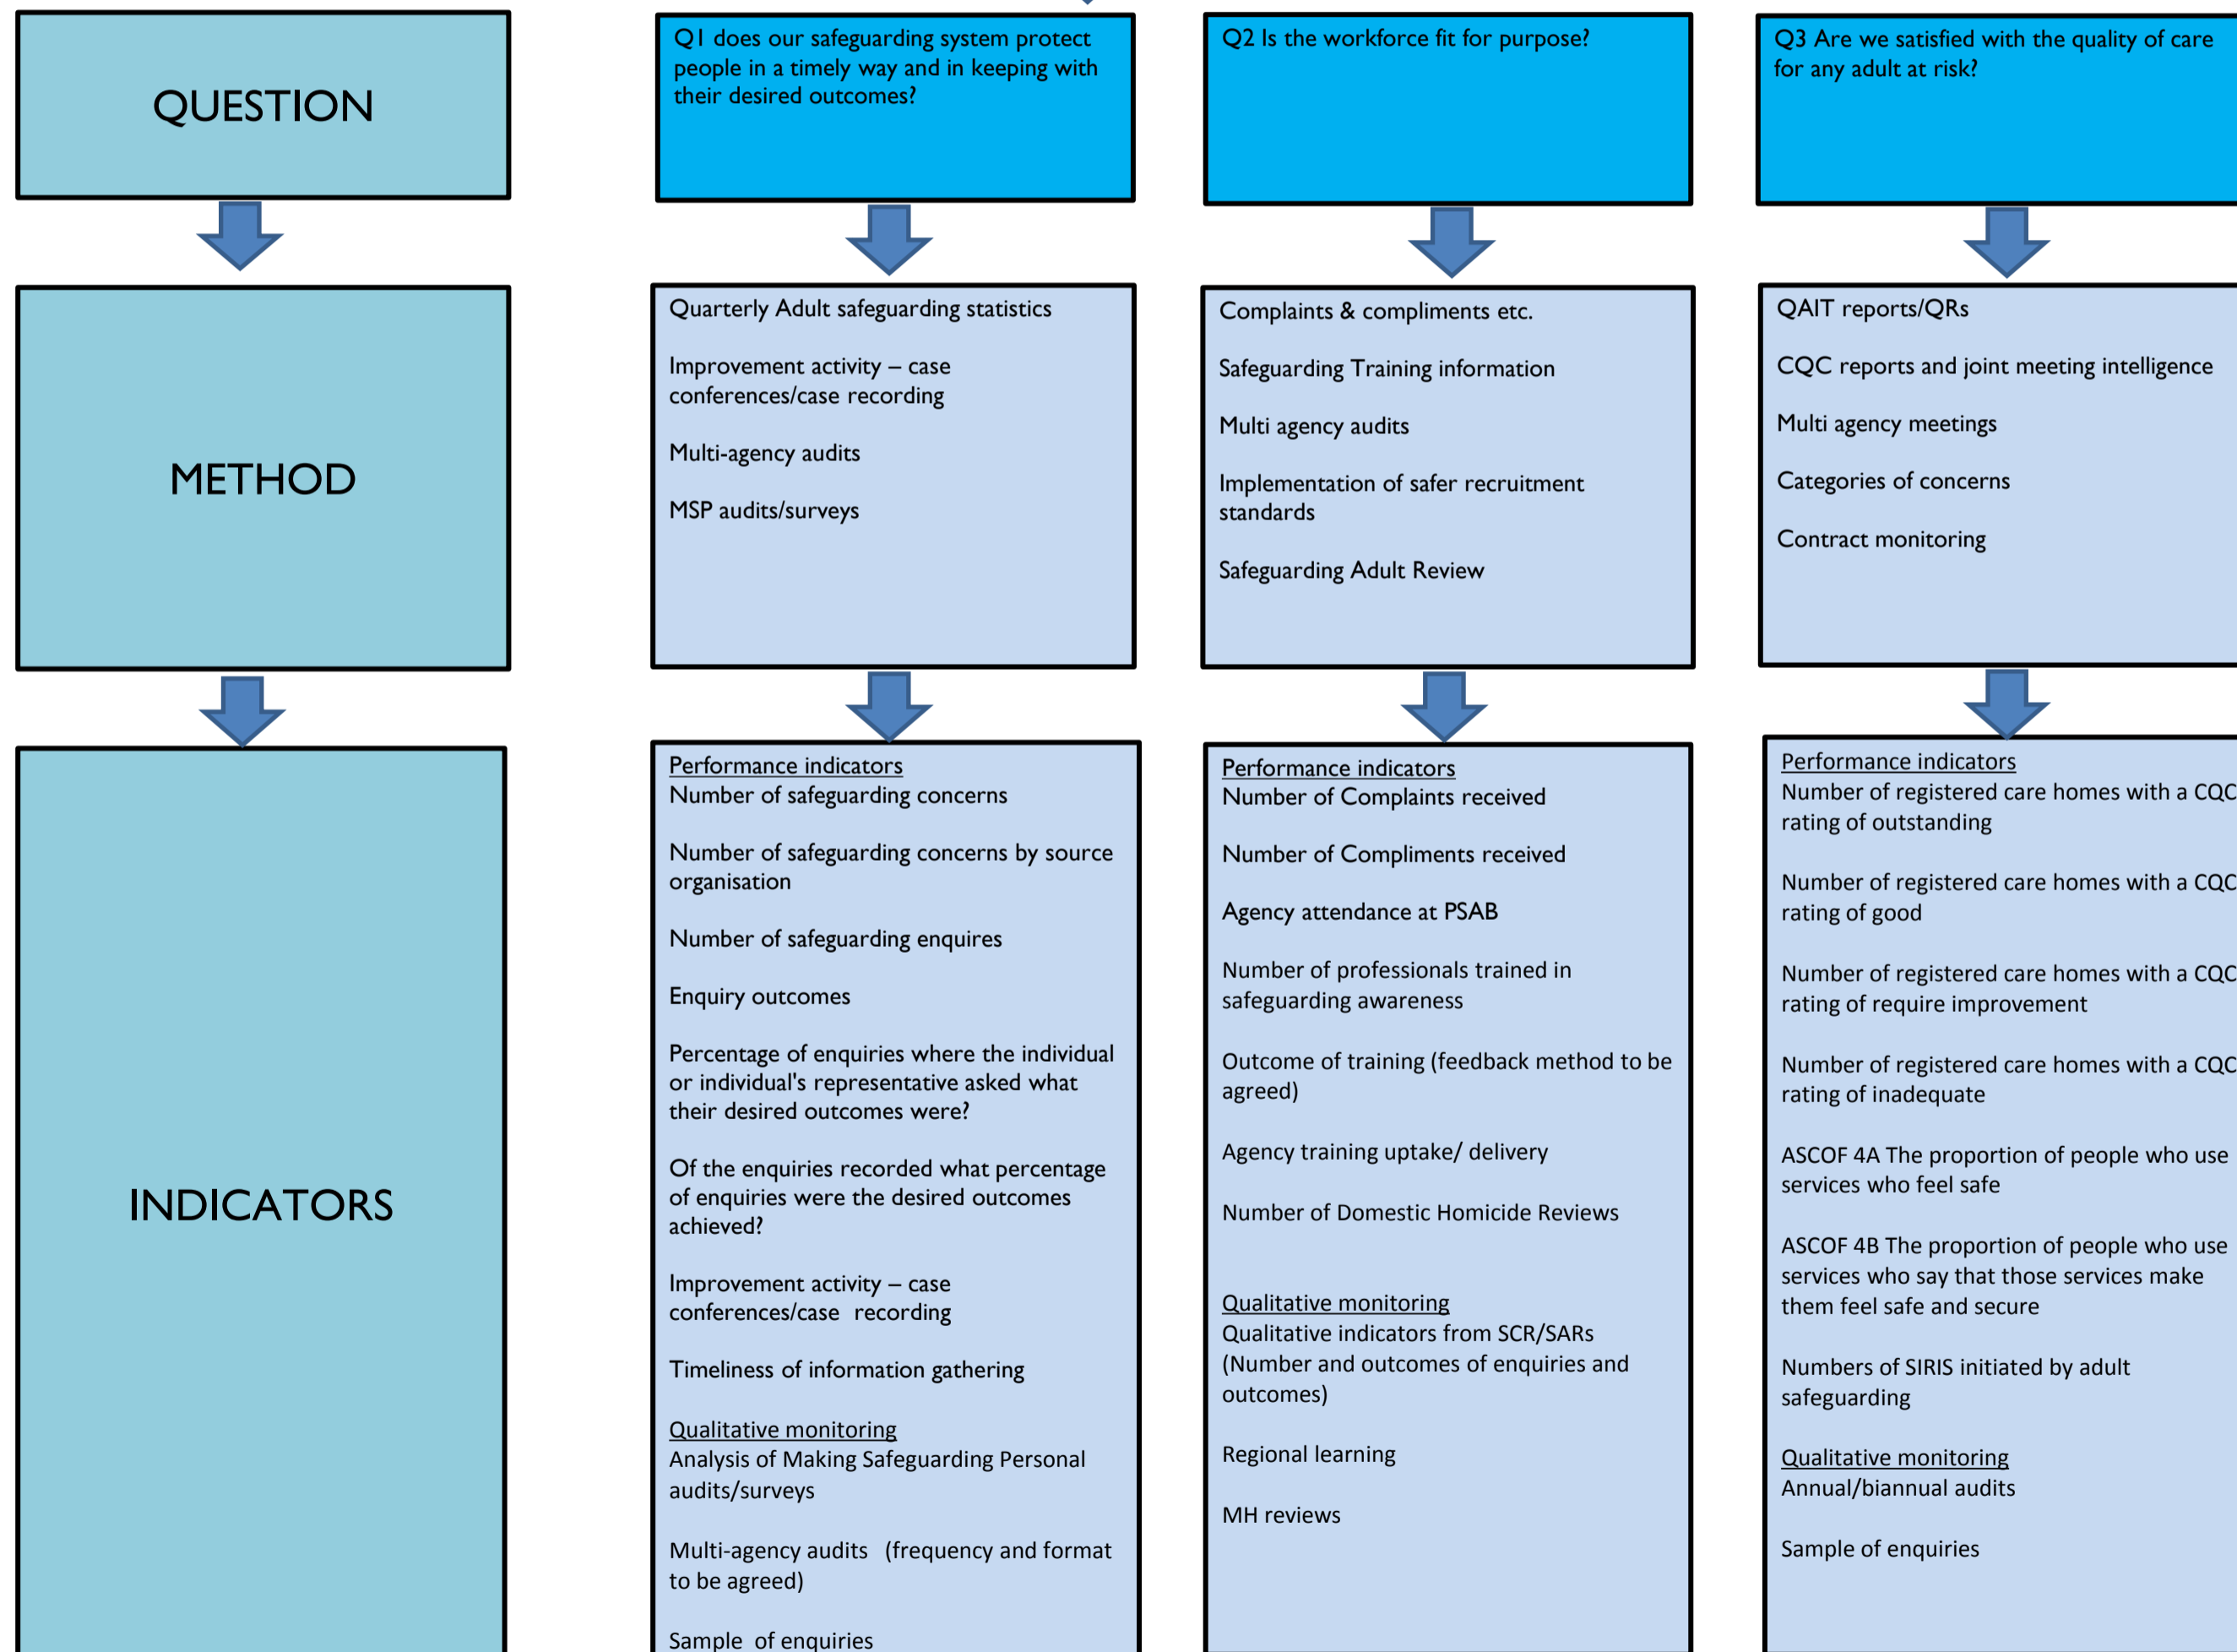 QUESTION
Q1 does our safeguarding system protect
people in a timely way and in keeping with
their desired outcomes?
Q2 Is the workforce fit for purpose?
Q3 Are we satisfied with the quality of care
for any adult at risk?
METHOD
Quarterly Adult safeguarding statistics
Improvement activity – case
conferences/case recording
Multi-agency audits
MSP audits/surveys
Complaints & compliments etc.
Safeguarding Training information
Multi agency audits
Implementation of safer recruitment
standards
Safeguarding Adult Review
QAIT reports/QRs
CQC reports and joint meeting intelligence
Multi agency meetings
Categories of concerns
Contract monitoring
INDICATORS
Performance indicators
Number of safeguarding concerns
Number of safeguarding concerns by source
organisation
Number of safeguarding enquires
Enquiry outcomes
Percentage of enquiries where the individual
or individual's representative asked what
their desired outcomes were?
Of the enquiries recorded what percentage
of enquiries were the desired outcomes
achieved?
Improvement activity – case
conferences/case recording
Timeliness of information gathering
Qualitative monitoring
Analysis of Making Safeguarding Personal
audits/surveys
Multi-agency audits (frequency and format
to be agreed)
Sample of enquiries
Performance indicators
Number of Complaints received
Number of Compliments received
Agency attendance at PSAB
Number of professionals trained in
safeguarding awareness
Outcome of training (feedback method to be
agreed)
Agency training uptake/ delivery
Number of Domestic Homicide Reviews
Qualitative monitoring
Qualitative indicators from SCR/SARs
(Number and outcomes of enquiries and
outcomes)
Regional learning
MH reviews
Performance indicators
Number of registered care homes with a CQC
rating of outstanding
Number of registered care homes with a CQC
rating of good
Number of registered care homes with a CQC
rating of require improvement
Number of registered care homes with a CQC
rating of inadequate
ASCOF 4A The proportion of people who use
services who feel safe
ASCOF 4B The proportion of people who use
services who say that those services make
them feel safe and secure
Numbers of SIRIS initiated by adult
safeguarding
Qualitative monitoring
Annual/biannual audits
Sample of enquiries